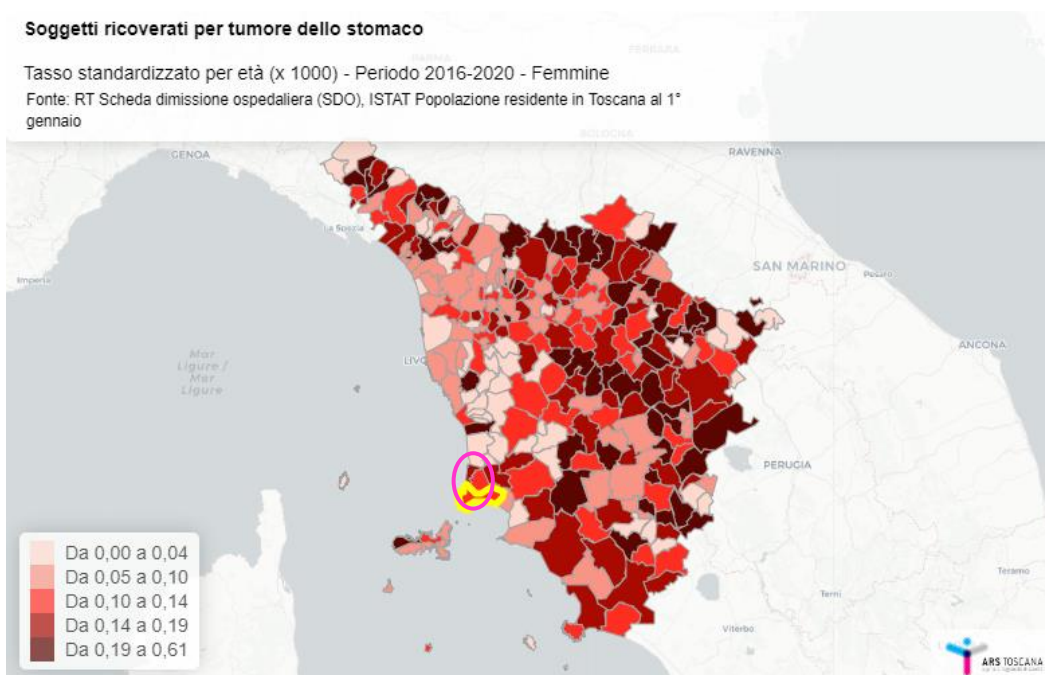 Soggetti ricoverati per tumore dello stomaco
Tasso standardizzato per età (x 1000) - Periodo 2016-2020 - Femmine
Fonte: RT Scheda dimissione ospedaliera (SDO), ISTAT Popolazione residente in Toscana al 1°
gennaio
PARMA
FERRARA
BOLOGNA
GENOA
RAVENNA
La Spezia
Imperia
SAN MARINO
Pesaro
Mar
Ligure /
Mar
Ligure
LIVO
ANCONA
PERUGIA
Da 0,00 a 0,04
Da 0,05 a 0,10
Da 0,10 a 0,14
Da 0,14 a 0,19
Da 0,19 a 0,61
Teramo
Terni
Viterbo
ARS TOSCANA